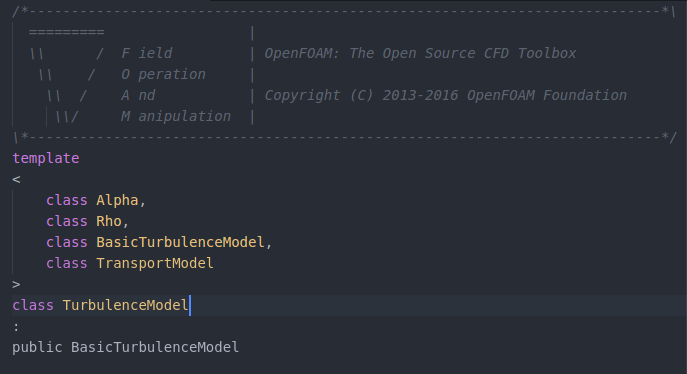 /*---------------------------------------------------------------------------*\
  =========                 |
  \\      /  F ield         | OpenFOAM: The Open Source CFD Toolbox
   \\    /   O peration     |
    \\  /    A nd           | Copyright (C) 2013-2016 OpenFOAM Foundation
     \\/     M anipulation  |
\*---------------------------------------------------------------------------*/
template
<
    class Alpha,
    class Rho,
    class BasicTurbulenceModel,
    class TransportModel
>
class TurbulenceModel
:
public BasicTurbulenceModel